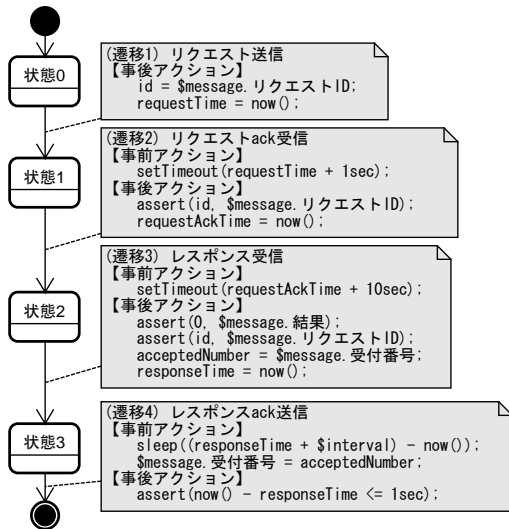 状態0
(遷移1) リクエスト送信
【事後アクション】
id = $message.リクエストID;
requestTime = now();
状態1
(遷移2) リクエストack受信
【事前アクション】
setTimeout(requestTime + 1sec);
【事後アクション】
assert(id, $message.リクエストID);
requestAckTime = now();
状態2
(遷移3) レスポンス受信
【事前アクション】
setTimeout(requestAckTime + 10sec);
【事後アクション】
assert(0, $message.結果);
assert(id, $message.リクエストID);
acceptedNumber = $message.受付番号;
responseTime = now();
状態3
(遷移4) レスポンスack送信
【事前アクション】
sleep((responseTime + $interval) - now());
$message.受付番号 = acceptedNumber;
【事後アクション】
assert(now() - responseTime <= 1sec);